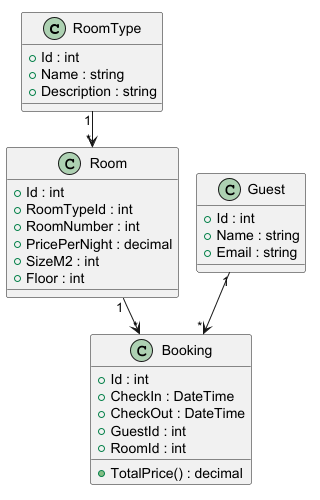 C RoomType
Id : int
Name : string
Description : string
1
*
C Room
Id : int
RoomTypeId : int
RoomNumber : int
PricePerNight : decimal
SizeM2 : int
Floor : int
C Guest
Id : int
Name : string
Email : string
1
*
1
*
C Booking
Id : int
CheckIn : DateTime
CheckOut : DateTime
GuestId : int
RoomId : int
TotalPrice() : decimal